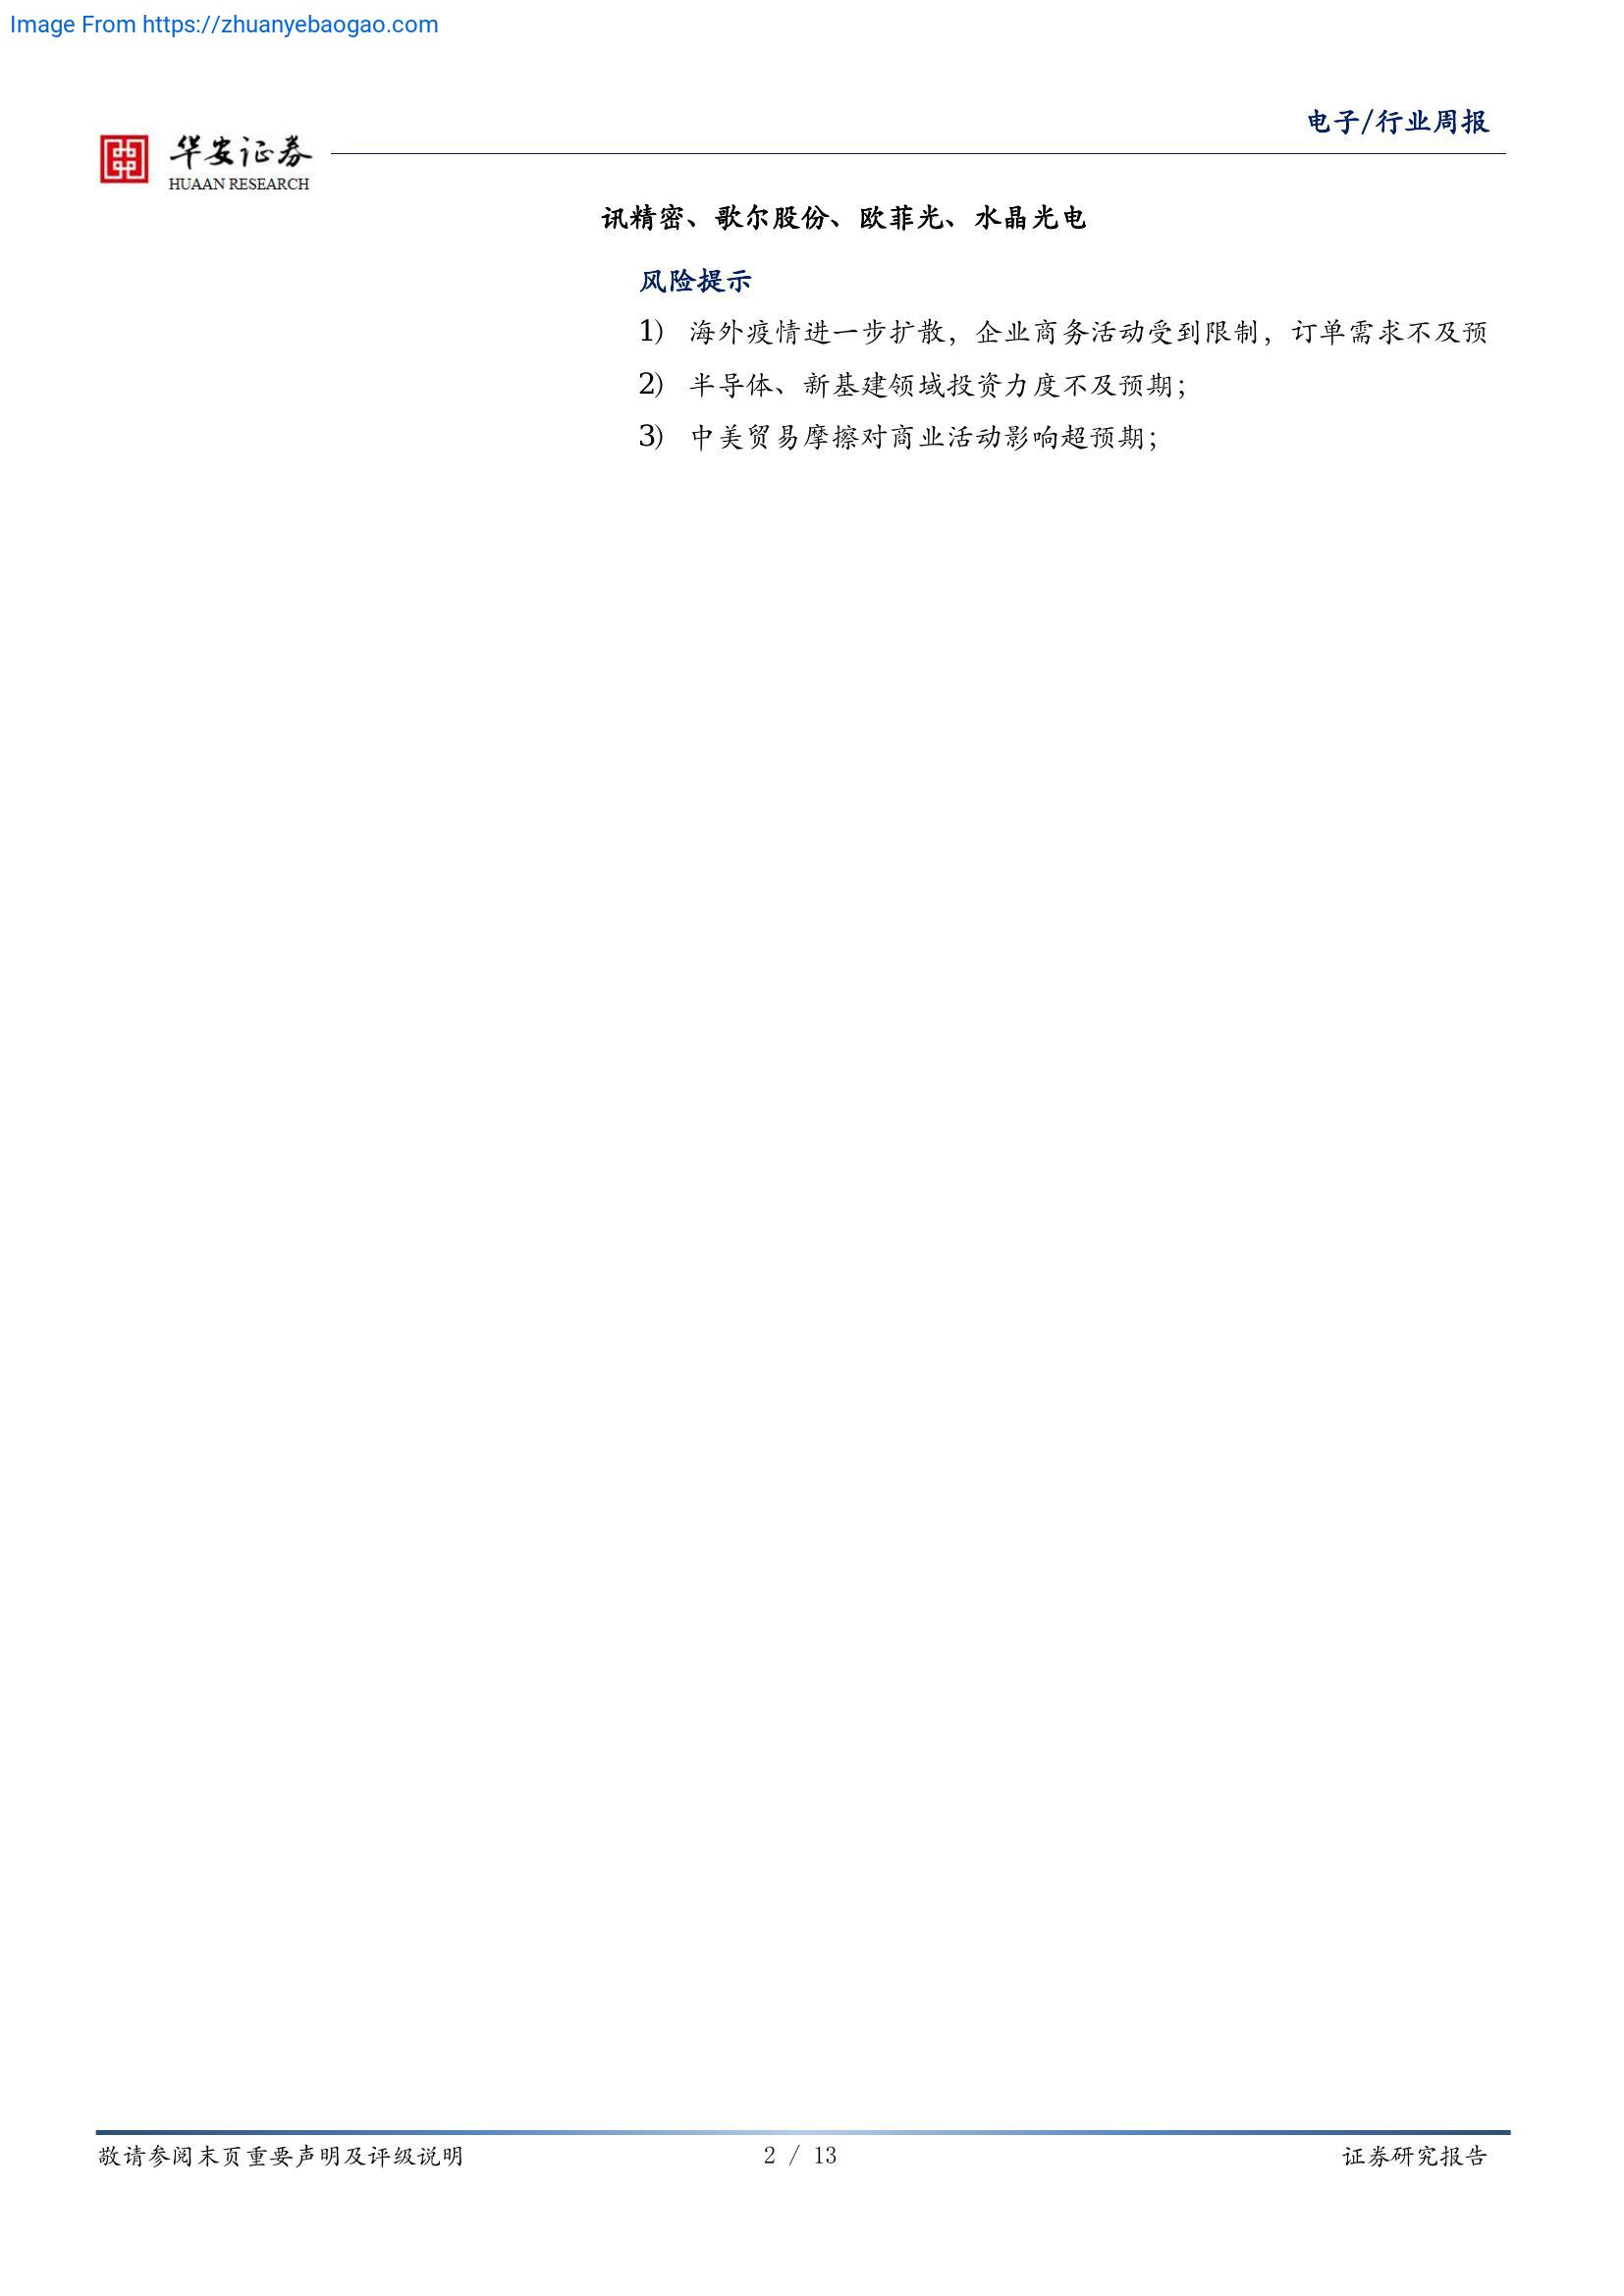 Image From https://zhuanyebaogao.com
电子/行业周报
华安证券
HUAAN RESEARCH
讯精密、歌尔股份、欧菲光、水晶光电
风险提示
1) 海外疫情进一步扩散，企业商务活动受到限制，订单需求不及预
2) 半导体、新基建领域投资力度不及预期；
3) 中美贸易摩擦对商业活动影响超预期；
敬请参阅末页重要声明及评级说明 2 / 13 证券研究报告